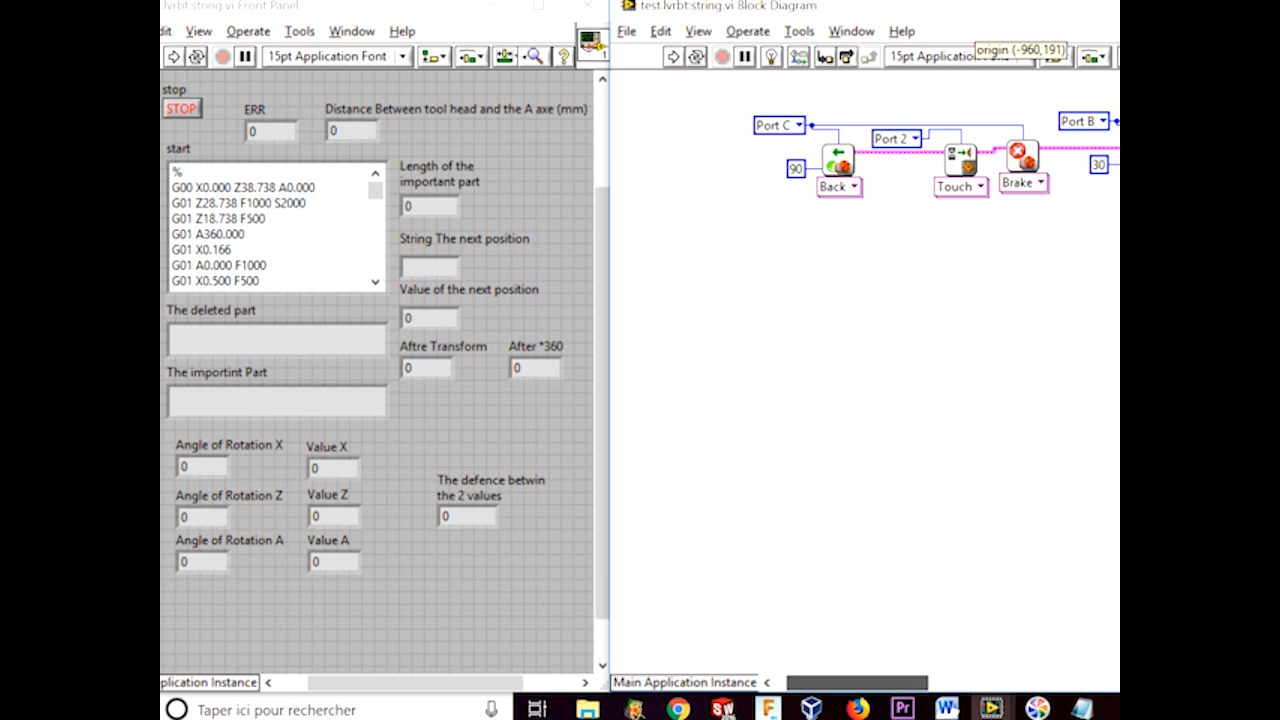 lvrbt:string.vi Front Panel
dit View Operate Tools Window Help
15pt Application Font
stop
STOP
ERR
0
Distance Between tool head and the A axe (mm)
0
start
%
G00 X0.000 Z38.738 A0.000
G01 Z28.738 F1000 S2000
G01 Z18.738 F500
G01 A360.000
G01 X0.166
G01 A0.000 F1000
G01 X0.500 F500
Length of the
important part
0
String The next position
Value of the next position
0
The deleted part
Aftre Transform
0
After *360
0
The importint Part
Angle of Rotation X
0
Value X
0
Angle of Rotation Z
0
Value Z
0
Angle of Rotation A
0
Value A
0
The defence betwin
the 2 values
0
plication Instance
test.lvrbt:string.vi Block Diagram
File Edit View Operate Tools Window Help
origin (-960,191)
15pt Application
Port C
Port 2
Port B
90
30
Back
Touch
Brake
Main Application Instance
Taper ici pour rechercher
SW
F
Pr
W